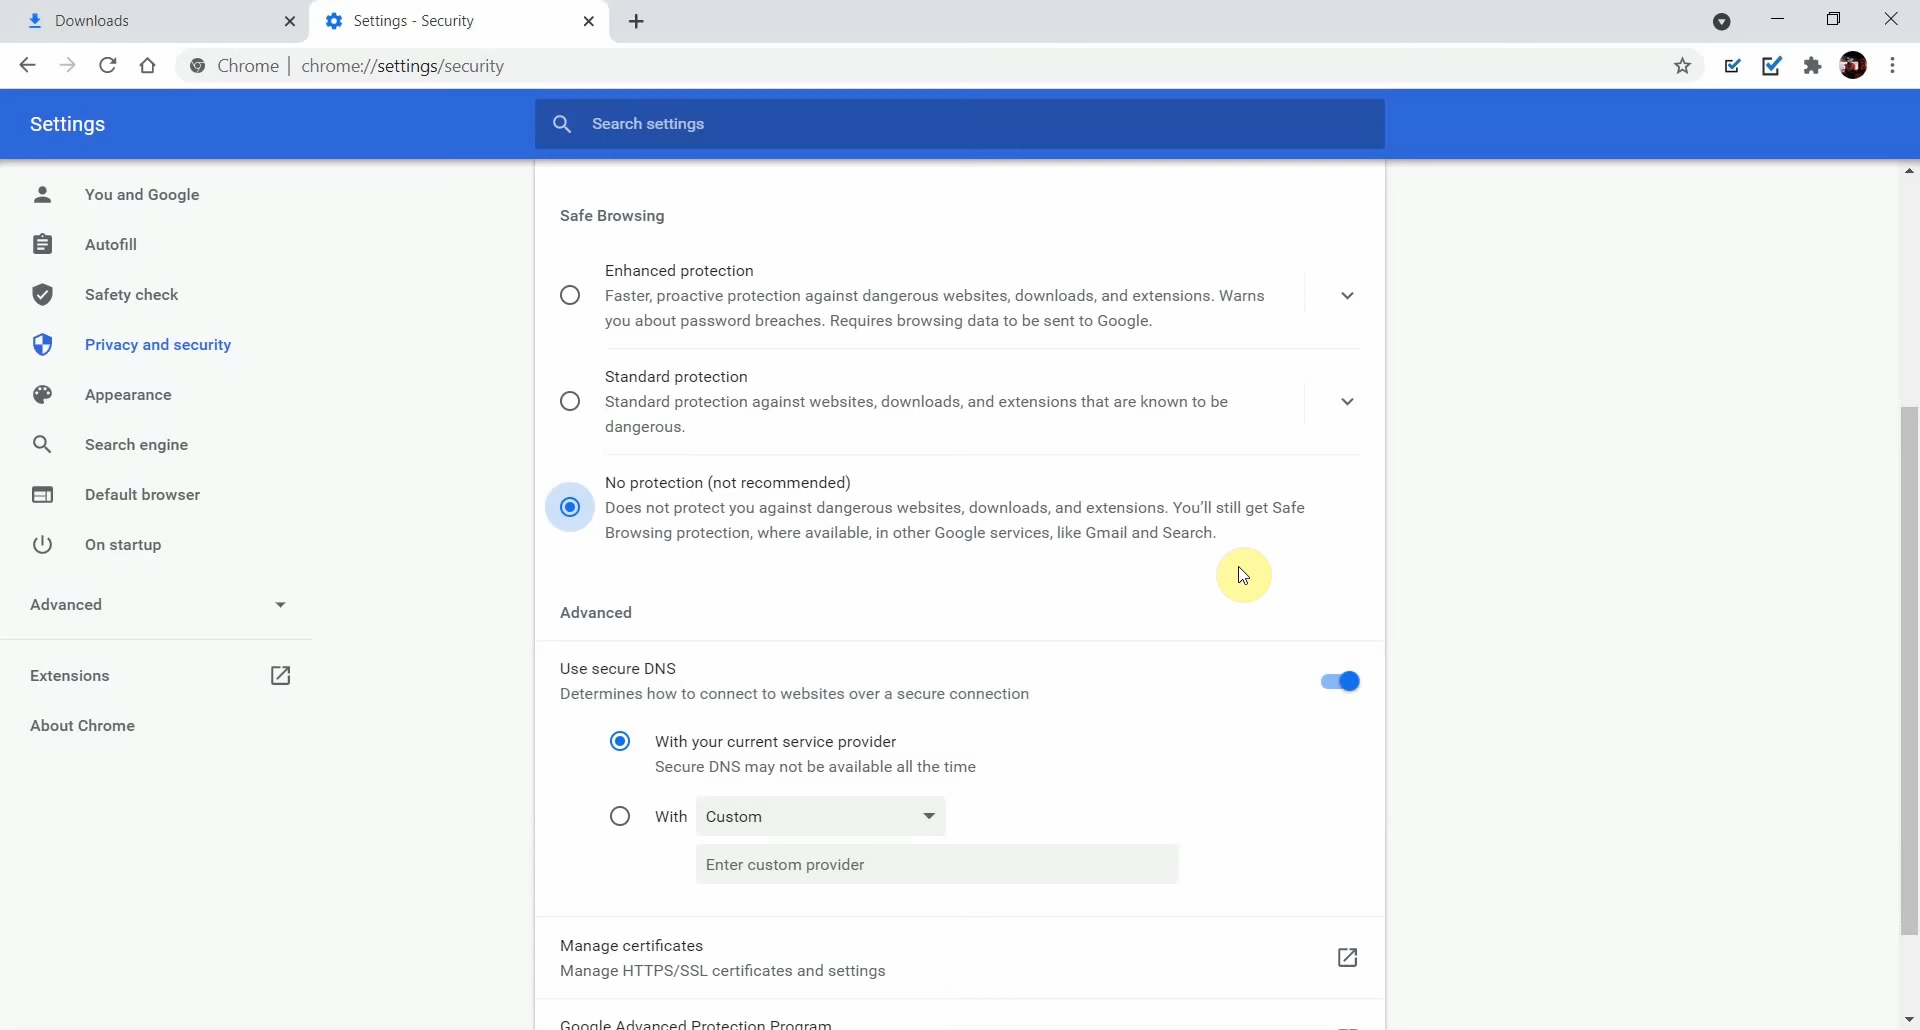 Downloads
Settings - Security
Chrome | chrome://settings/security
Settings
Search settings
You and Google
Autofill
Safety check
Privacy and security
Appearance
Search engine
Default browser
On startup
Advanced
Extensions
About Chrome
Safe Browsing
Enhanced protection
Faster, proactive protection against dangerous websites, downloads, and extensions. Warns
you about password breaches. Requires browsing data to be sent to Google.
Standard protection
Standard protection against websites, downloads, and extensions that are known to be
dangerous.
No protection (not recommended)
Does not protect you against dangerous websites, downloads, and extensions. You’ll still get Safe
Browsing protection, where available, in other Google services, like Gmail and Search.
Advanced
Use secure DNS
Determines how to connect to websites over a secure connection
With your current service provider
Secure DNS may not be available all the time
With Custom
Enter custom provider
Manage certificates
Manage HTTPS/SSL certificates and settings
Google Advanced Protection Program